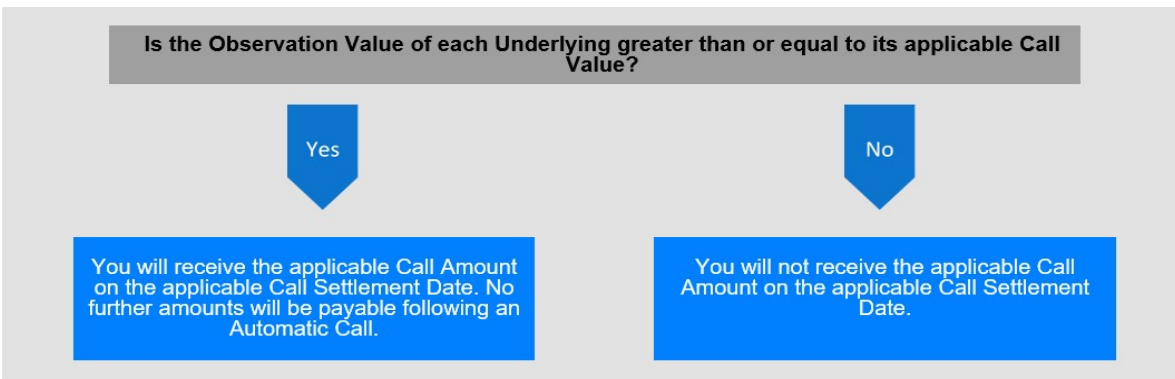 Is the Observation Value of each Underlying greater than or equal to its applicable Call
Value?
Yes
No
You will receive the applicable Call Amount
on the applicable Call Settlement Date. No
further amounts will be payable following an
Automatic Call.
You will not receive the applicable Call
Amount on the applicable Call Settlement
Date.